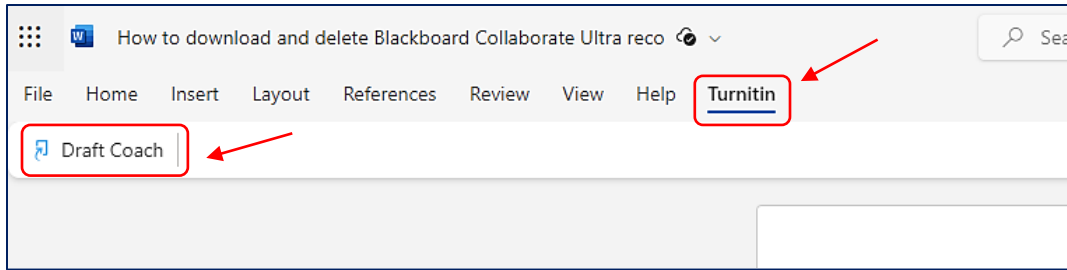 How to download and delete Blackboard Collaborate Ultra reco
File Home Insert Layout References Review View Help Turnitin
Draft Coach